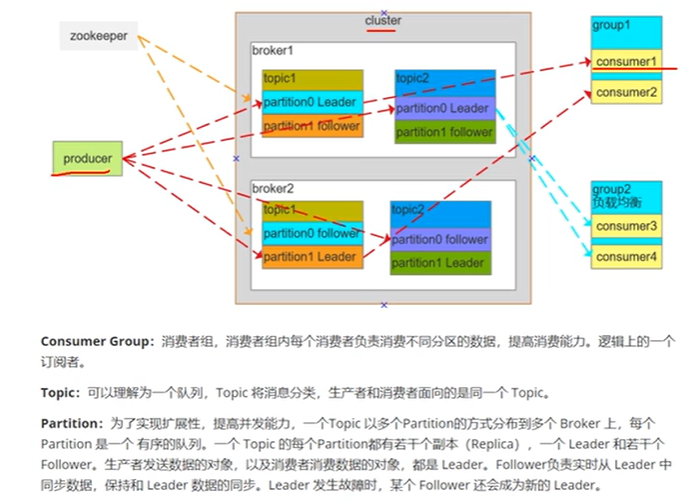 cluster
zookeeper
producer
broker1
topic1
partition0 Leader
partition1 follower
topic2
partition0 Leader
partition1 follower
broker2
topic1
partition0 follower
partition1 Leader
topic2
partition0 follower
partition1 Leader
group1
consumer1
consumer2
group2
负载均衡
consumer3
consumer4
Consumer Group：消费者组，消费者组内每个消费者负责消费不同分区的数据，提高消费能力。逻辑上的一个
订阅者。
Topic：可以理解为一个队列，Topic 将消息分类，生产者和消费者面向的是同一个 Topic。
Partition：为了实现扩展性，提高并发能力，一个Topic 以多个Partition的方式分布到多个 Broker 上，每个
Partition 是一个 有序的队列。一个 Topic 的每个Partition都有若干个副本（Replica），一个 Leader 和若干个
Follower。生产者发送数据的对象，以及消费者消费数据的对象，都是 Leader。Follower负责实时从 Leader 中
同步数据，保持和 Leader 数据的同步。Leader 发生故障时，某个 Follower 还会成为新的 Leader。